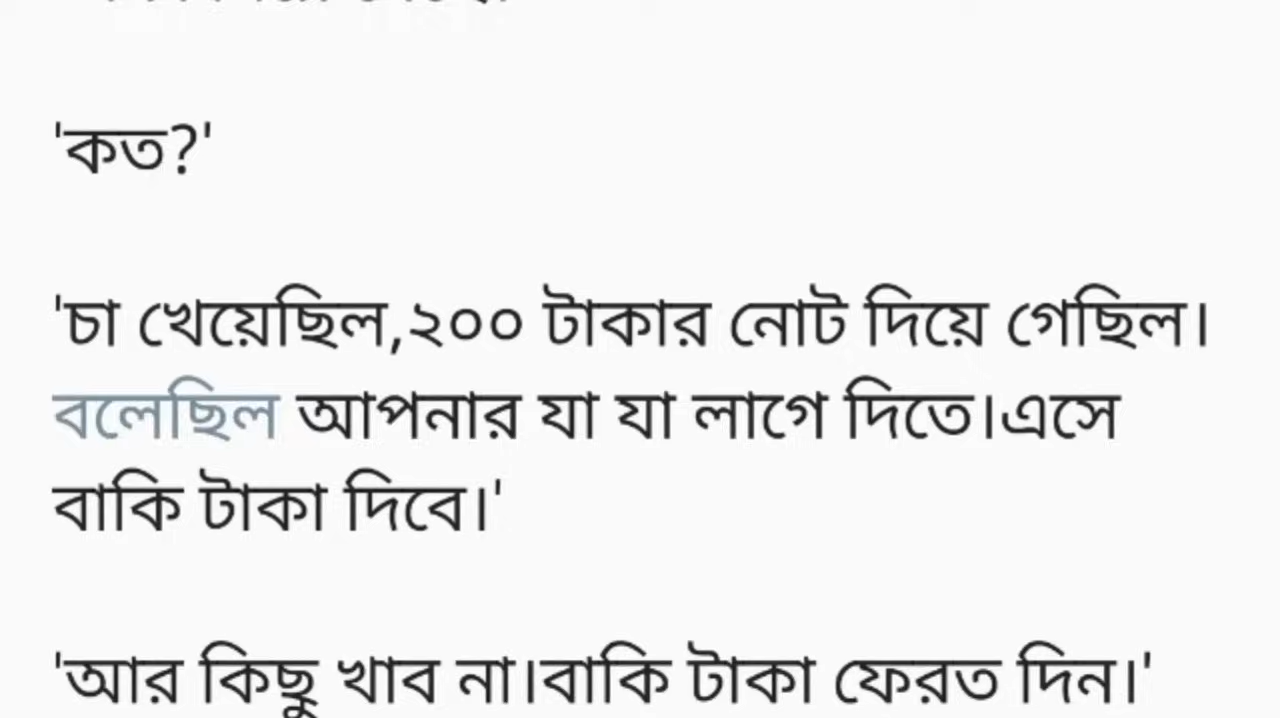 'কত?'
'চা খেয়েছিল,২০০ টাকার নোট দিয়ে গেছিল।
বলেছিল আপনার যা যা লাগে দিতে।এসে
বাকি টাকা দিবে।'
'আর কিছু খাব না।বাকি টাকা ফেরত দিন।'